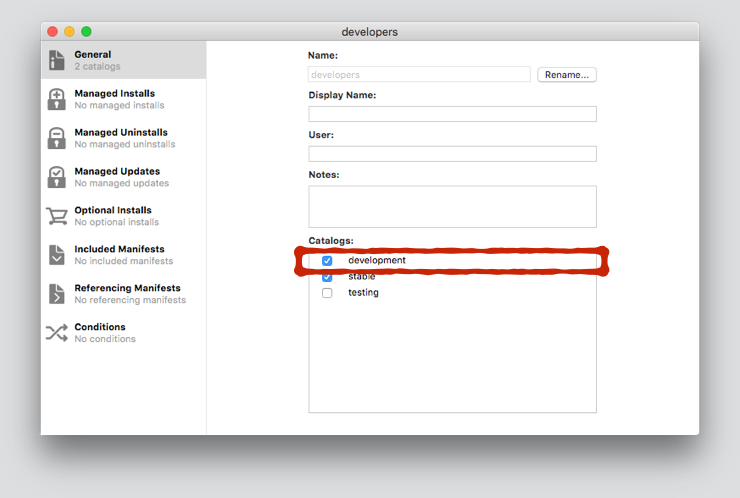 developers
General
2 catalogs
Managed Installs
No managed installs
Managed Uninstalls
No managed uninstalls
Managed Updates
No managed updates
Optional Installs
No optional installs
Included Manifests
No included manifests
Referencing Manifests
No referencing manifests
Conditions
No conditions
Name:
developers
Rename...
Display Name:
User:
Notes:
Catalogs:
development
stable
testing